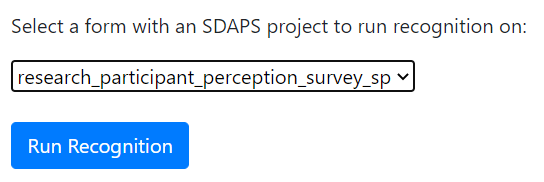 Select a form with an SDAPS project to run recognition on:
research_participant_perception_survey_sp
Run Recognition